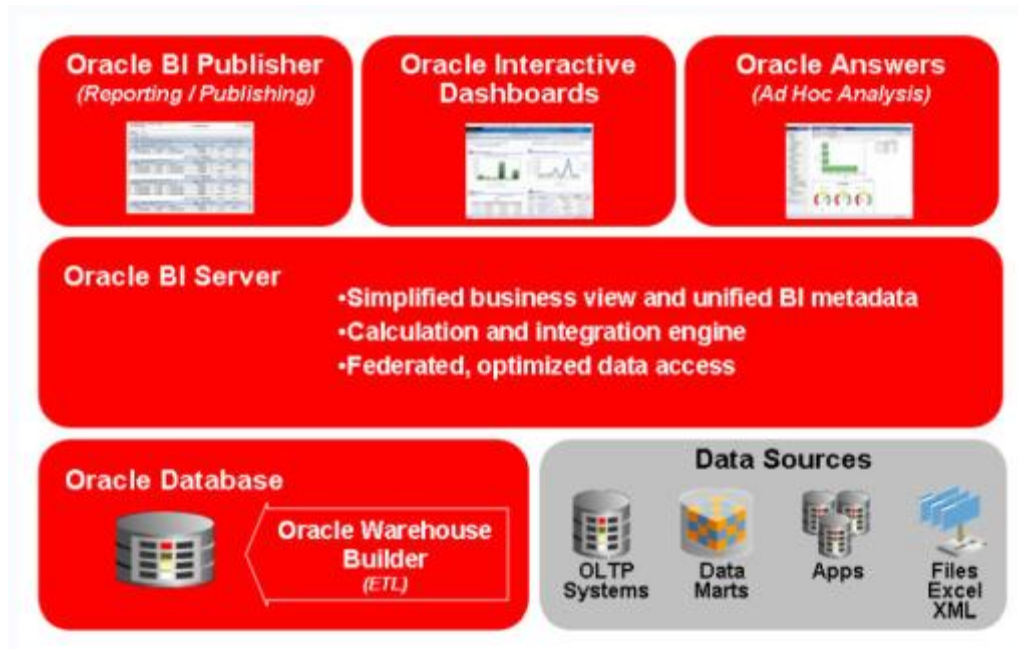 Oracle BI Publisher
(Reporting / Publishing)
Oracle Interactive
Dashboards
Oracle Answers
(Ad Hoc Analysis)
Oracle BI Server
•Simplified business view and unified BI metadata
•Calculation and integration engine
•Federated, optimized data access
Oracle Database
Oracle Warehouse
Builder
(ETL)
Data Sources
OLTP
Systems
Data
Marts
Apps
Files
Excel
XML